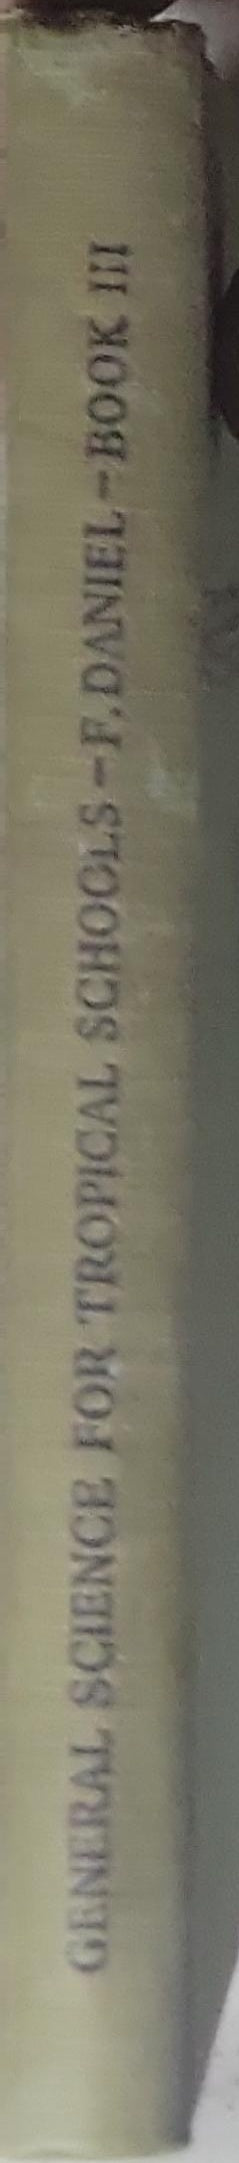 GENERAL SCIENCE FOR TROPICAL SCHOOLS - F. DANIEL - BOOK III